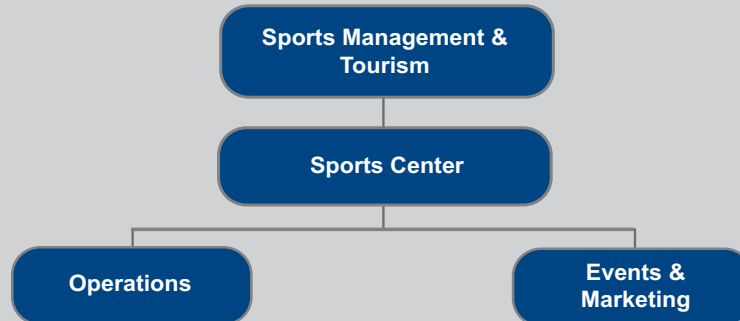 Sports Management &
Tourism
Sports Center
Operations
Events &
Marketing